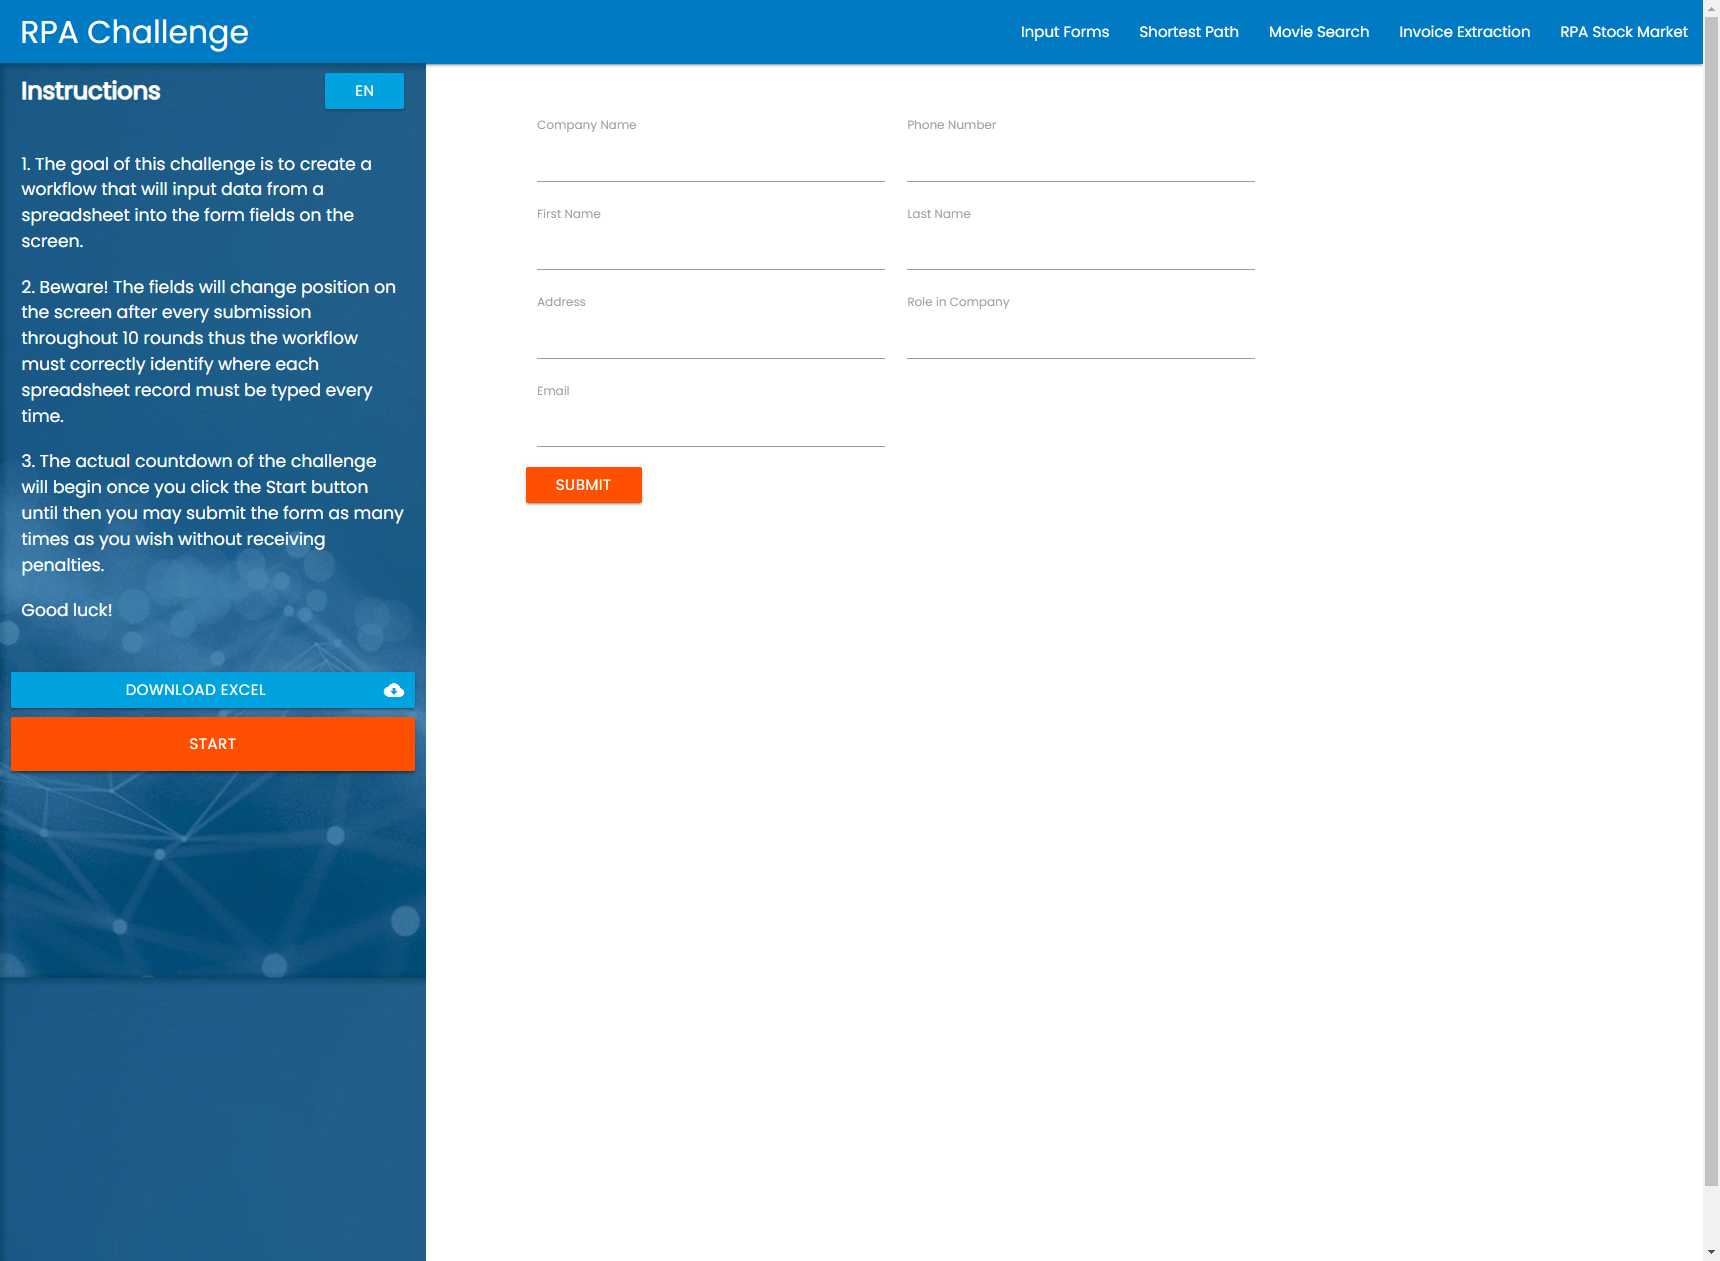 RPA Challenge
Input Forms
Shortest Path
Movie Search
Invoice Extraction
RPA Stock Market
Instructions
EN
1. The goal of this challenge is to create a
workflow that will input data from a
spreadsheet into the form fields on the
screen.
2. Beware! The fields will change position on
the screen after every submission
throughout 10 rounds thus the workflow
must correctly identify where each
spreadsheet record must be typed every
time.
3. The actual countdown of the challenge
will begin once you click the Start button
until then you may submit the form as many
times as you wish without receiving
penalties.
Good luck!
DOWNLOAD EXCEL
START
Company Name
Phone Number
First Name
Last Name
Address
Role in Company
Email
SUBMIT